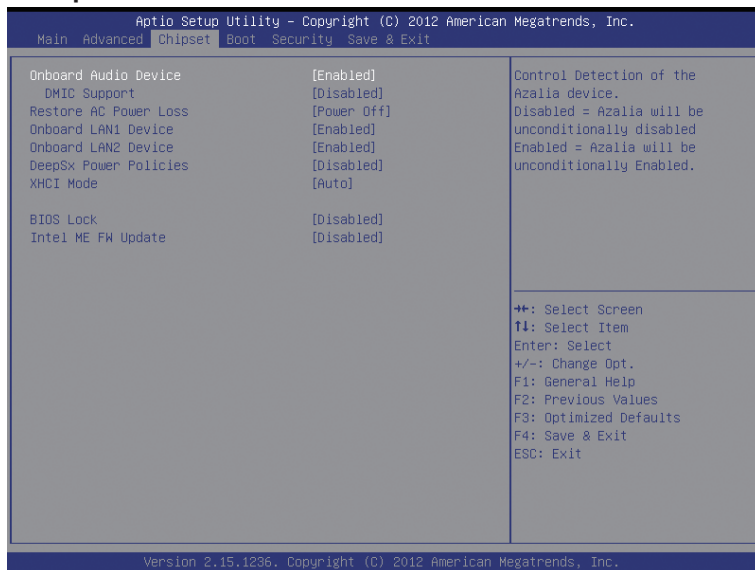 Aptio Setup Utility – Copyright (C) 2012 American Megatrends, Inc.
Main Advanced Chipset Boot Security Save & Exit
Onboard Audio Device [Enabled]
DMIC Support [Disabled]
Restore AC Power Loss [Power Off]
Onboard LAN1 Device [Enabled]
Onboard LAN2 Device [Enabled]
DeepSx Power Policies [Disabled]
XHCI Mode [Auto]
BIOS Lock [Disabled]
Intel ME FW Update [Disabled]
Control Detection of the
Azalia device.
Disabled = Azalia will be
unconditionally disabled
Enabled = Azalia will be
unconditionally Enabled.
→←: Select Screen
↑↓: Select Item
Enter: Select
+/-: Change Opt.
F1: General Help
F2: Previous Values
F3: Optimized Defaults
F4: Save & Exit
ESC: Exit
Version 2.15.1236. Copyright (C) 2012 American Megatrends, Inc.